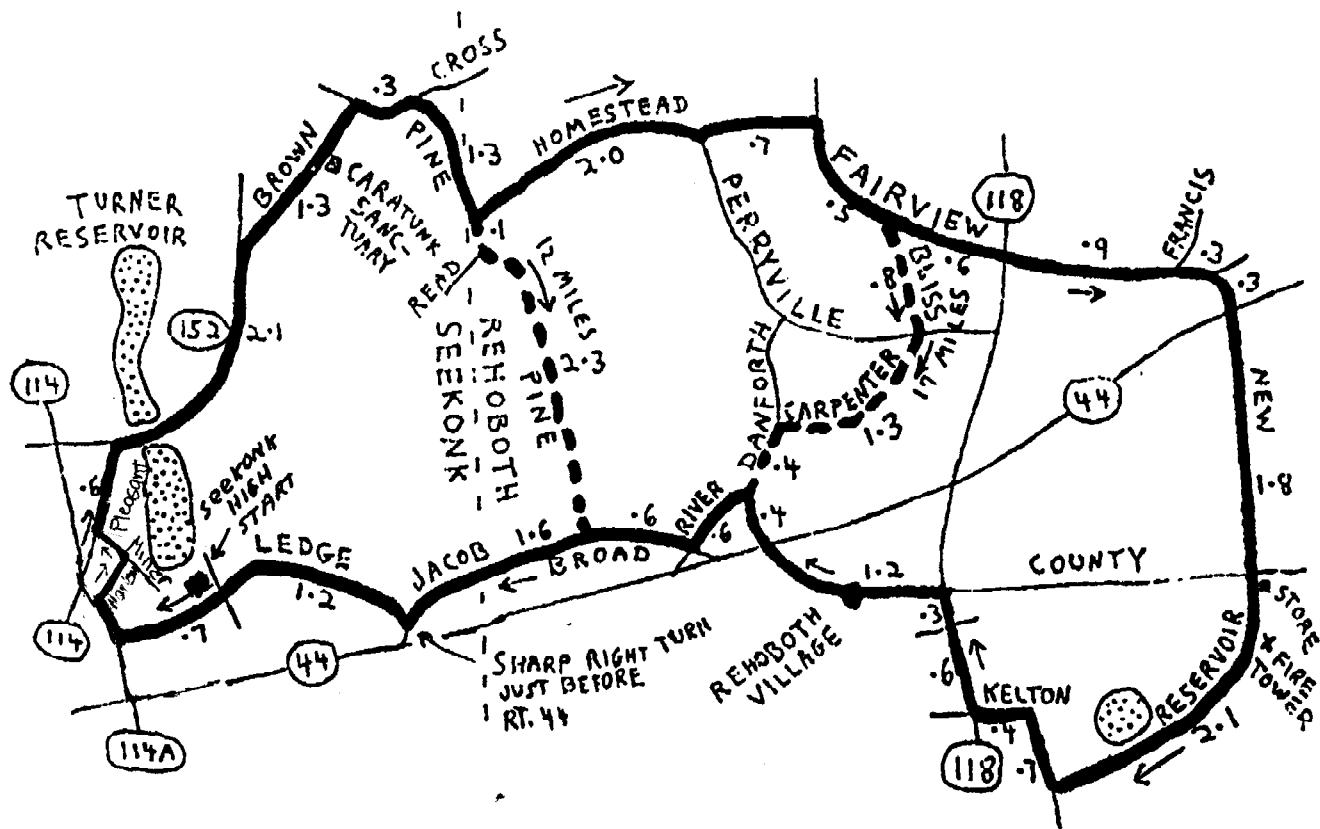 CROSS
.3
PINE
1.3
BROWN
1.3
CARATUNK
SANC-
TUARY
HOMESTEAD
2.0
.7
FAIRVIEW
.5
.6
118
.9
FRANCIS
.3
.3
TURNER
RESERVOIR
152
2.1
READ
.1
12 MILES
2.3
PINE
REHOBOTH
SEEKONK
PERRYVILLE
BLISS
.8
17 MILES
CARPENTER
1.3
DANFORTH
.4
44
NEW
1.8
114
.6
Pleasant
SEEKONK
HIGH
START
114
.7
LEDGE
1.2
JACOB
1.6
BROAD
.6
RIVER
.6
.4
1.2
COUNTY
REHOBOTH
VILLAGE
.3
.6
KELTON
.4
118
.7
RESERVOIR
2.1
STORE
FIRE
TOWER
44
SHARP RIGHT TURN
JUST BEFORE
RT. 44
114A